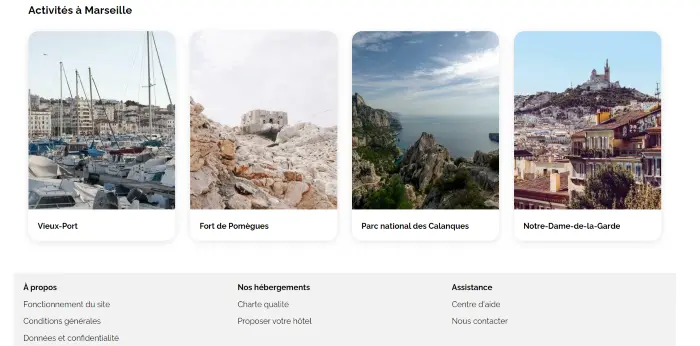 Activités à Marseille
Vieux-Port
Fort de Pomègues
Parc national des Calanques
Notre-Dame-de-la-Garde
À propos
Fonctionnement du site
Conditions générales
Données et confidentialité
Nos hébergements
Charte qualité
Proposer votre hôtel
Assistance
Centre d'aide
Nous contacter